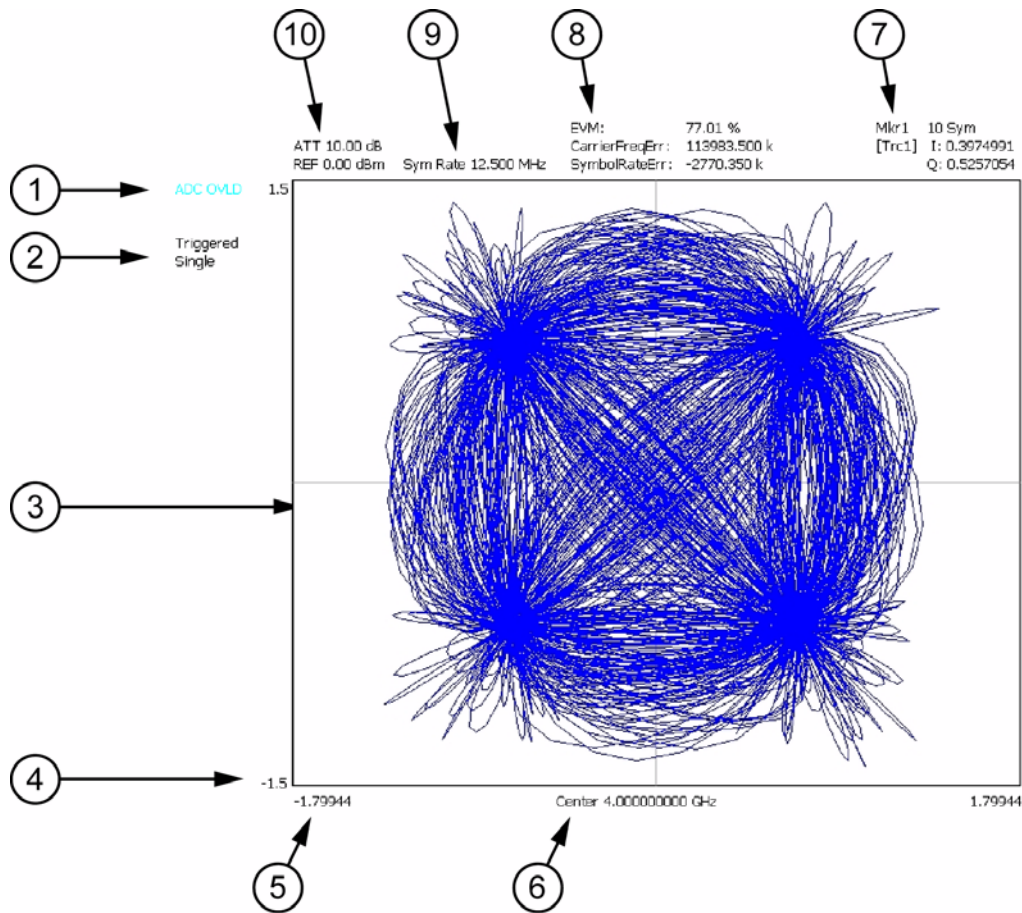 10
9
8
7
EVM: 77.01 %
CarrierFreqErr: 113983.500 k
SymbolRateErr: -2770.350 k
Mkr1 10 Sym
[Trc1] I: 0.3974991
Q: 0.5257054
ATT 10.00 dB
REF 0.00 dBm Sym Rate 12.500 MHz
1
ADC OVLD
1.5
2
Triggered
Single
3
4
-1.5
-1.79944
Center 4.000000000 GHz
1.79944
5
6